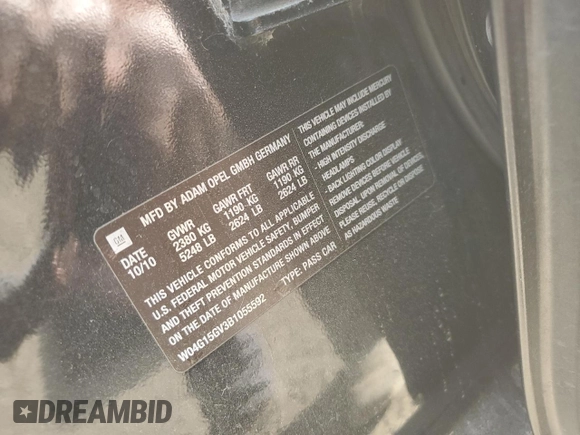 GM
MFD BY ADAM OPEL GMBH GERMANY
DATE GVWR GAWR FRT GAWR RR
10/10 2380 KG 1190 KG 1190 KG
5248 LB 2624 LB 2624 LB
THIS VEHICLE CONFORMS TO ALL APPLICABLE
U.S. FEDERAL MOTOR VEHICLE SAFETY, BUMPER
AND THEFT PREVENTION STANDARDS IN EFFECT
ON THE DATE OF MANUFACTURE SHOWN ABOVE
W04G15GV3B1055592 TYPE: PASS CAR
THIS VEHICLE MAY INCLUDE MERCURY
CONTAINING DEVICES INSTALLED BY
THE MANUFACTURER:
- HIGH INTENSITY DISCHARGE
HEADLAMPS
- BACK LIGHTING COLOR DISPLAY
REMOVE DEVICES BEFORE VEHICLE
DISPOSAL. UPON REMOVAL OF DEVICES,
PLEASE REUSE, RECYCLE OR DISPOSE
AS HAZARDOUS WASTE
DREAMBID